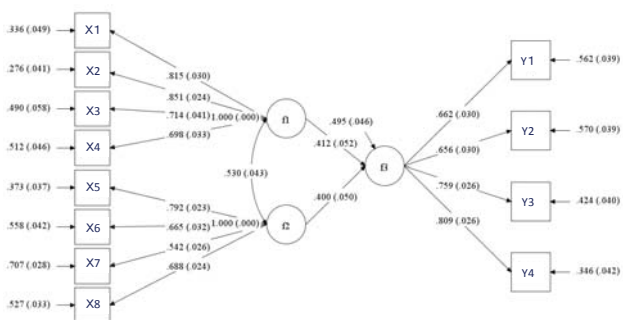 .336 (.049) X1
.276 (.041) X2
.490 (.058) X3
.512 (.046) X4
.373 (.037) X5
.558 (.042) X6
.707 (.028) X7
.527 (.033) X8
.815 (.030)
.851 (.024)
.714 (.041)
.698 (.033)
1.000 (.000)
f1
.530 (.043)
.792 (.023)
.665 (.032)
.542 (.026)
.688 (.024)
1.000 (.000)
f2
.495 (.046)
.412 (.052)
.400 (.050)
f3
.662 (.030)
.656 (.030)
.759 (.026)
.809 (.026)
Y1 .562 (.039)
Y2 .570 (.039)
Y3 .424 (.040)
Y4 .346 (.042)